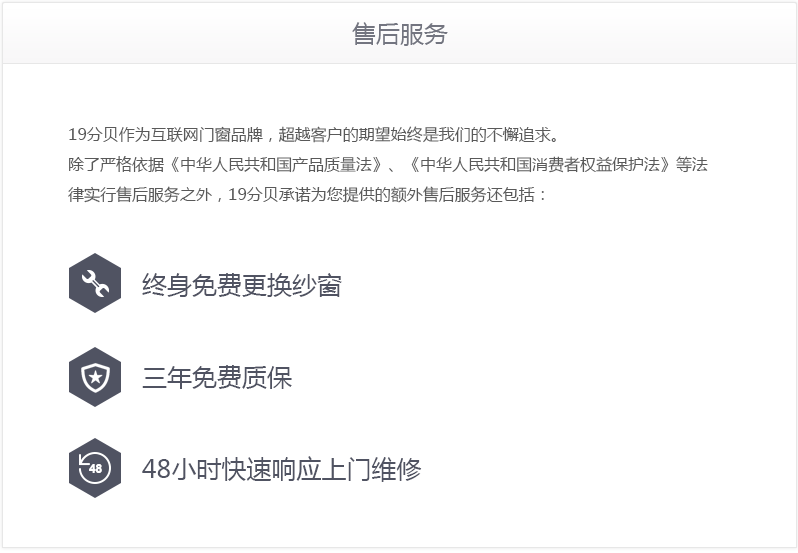 售后服务
19分贝作为互联网门窗品牌，超越客户的期望始终是我们的不懈追求。
除了严格依据《中华人民共和国产品质量法》、《中华人民共和国消费者权益保护法》等法
律实行售后服务之外，19分贝承诺为您提供的额外售后服务还包括：
终身免费更换纱窗
三年免费质保
48
48小时快速响应上门维修